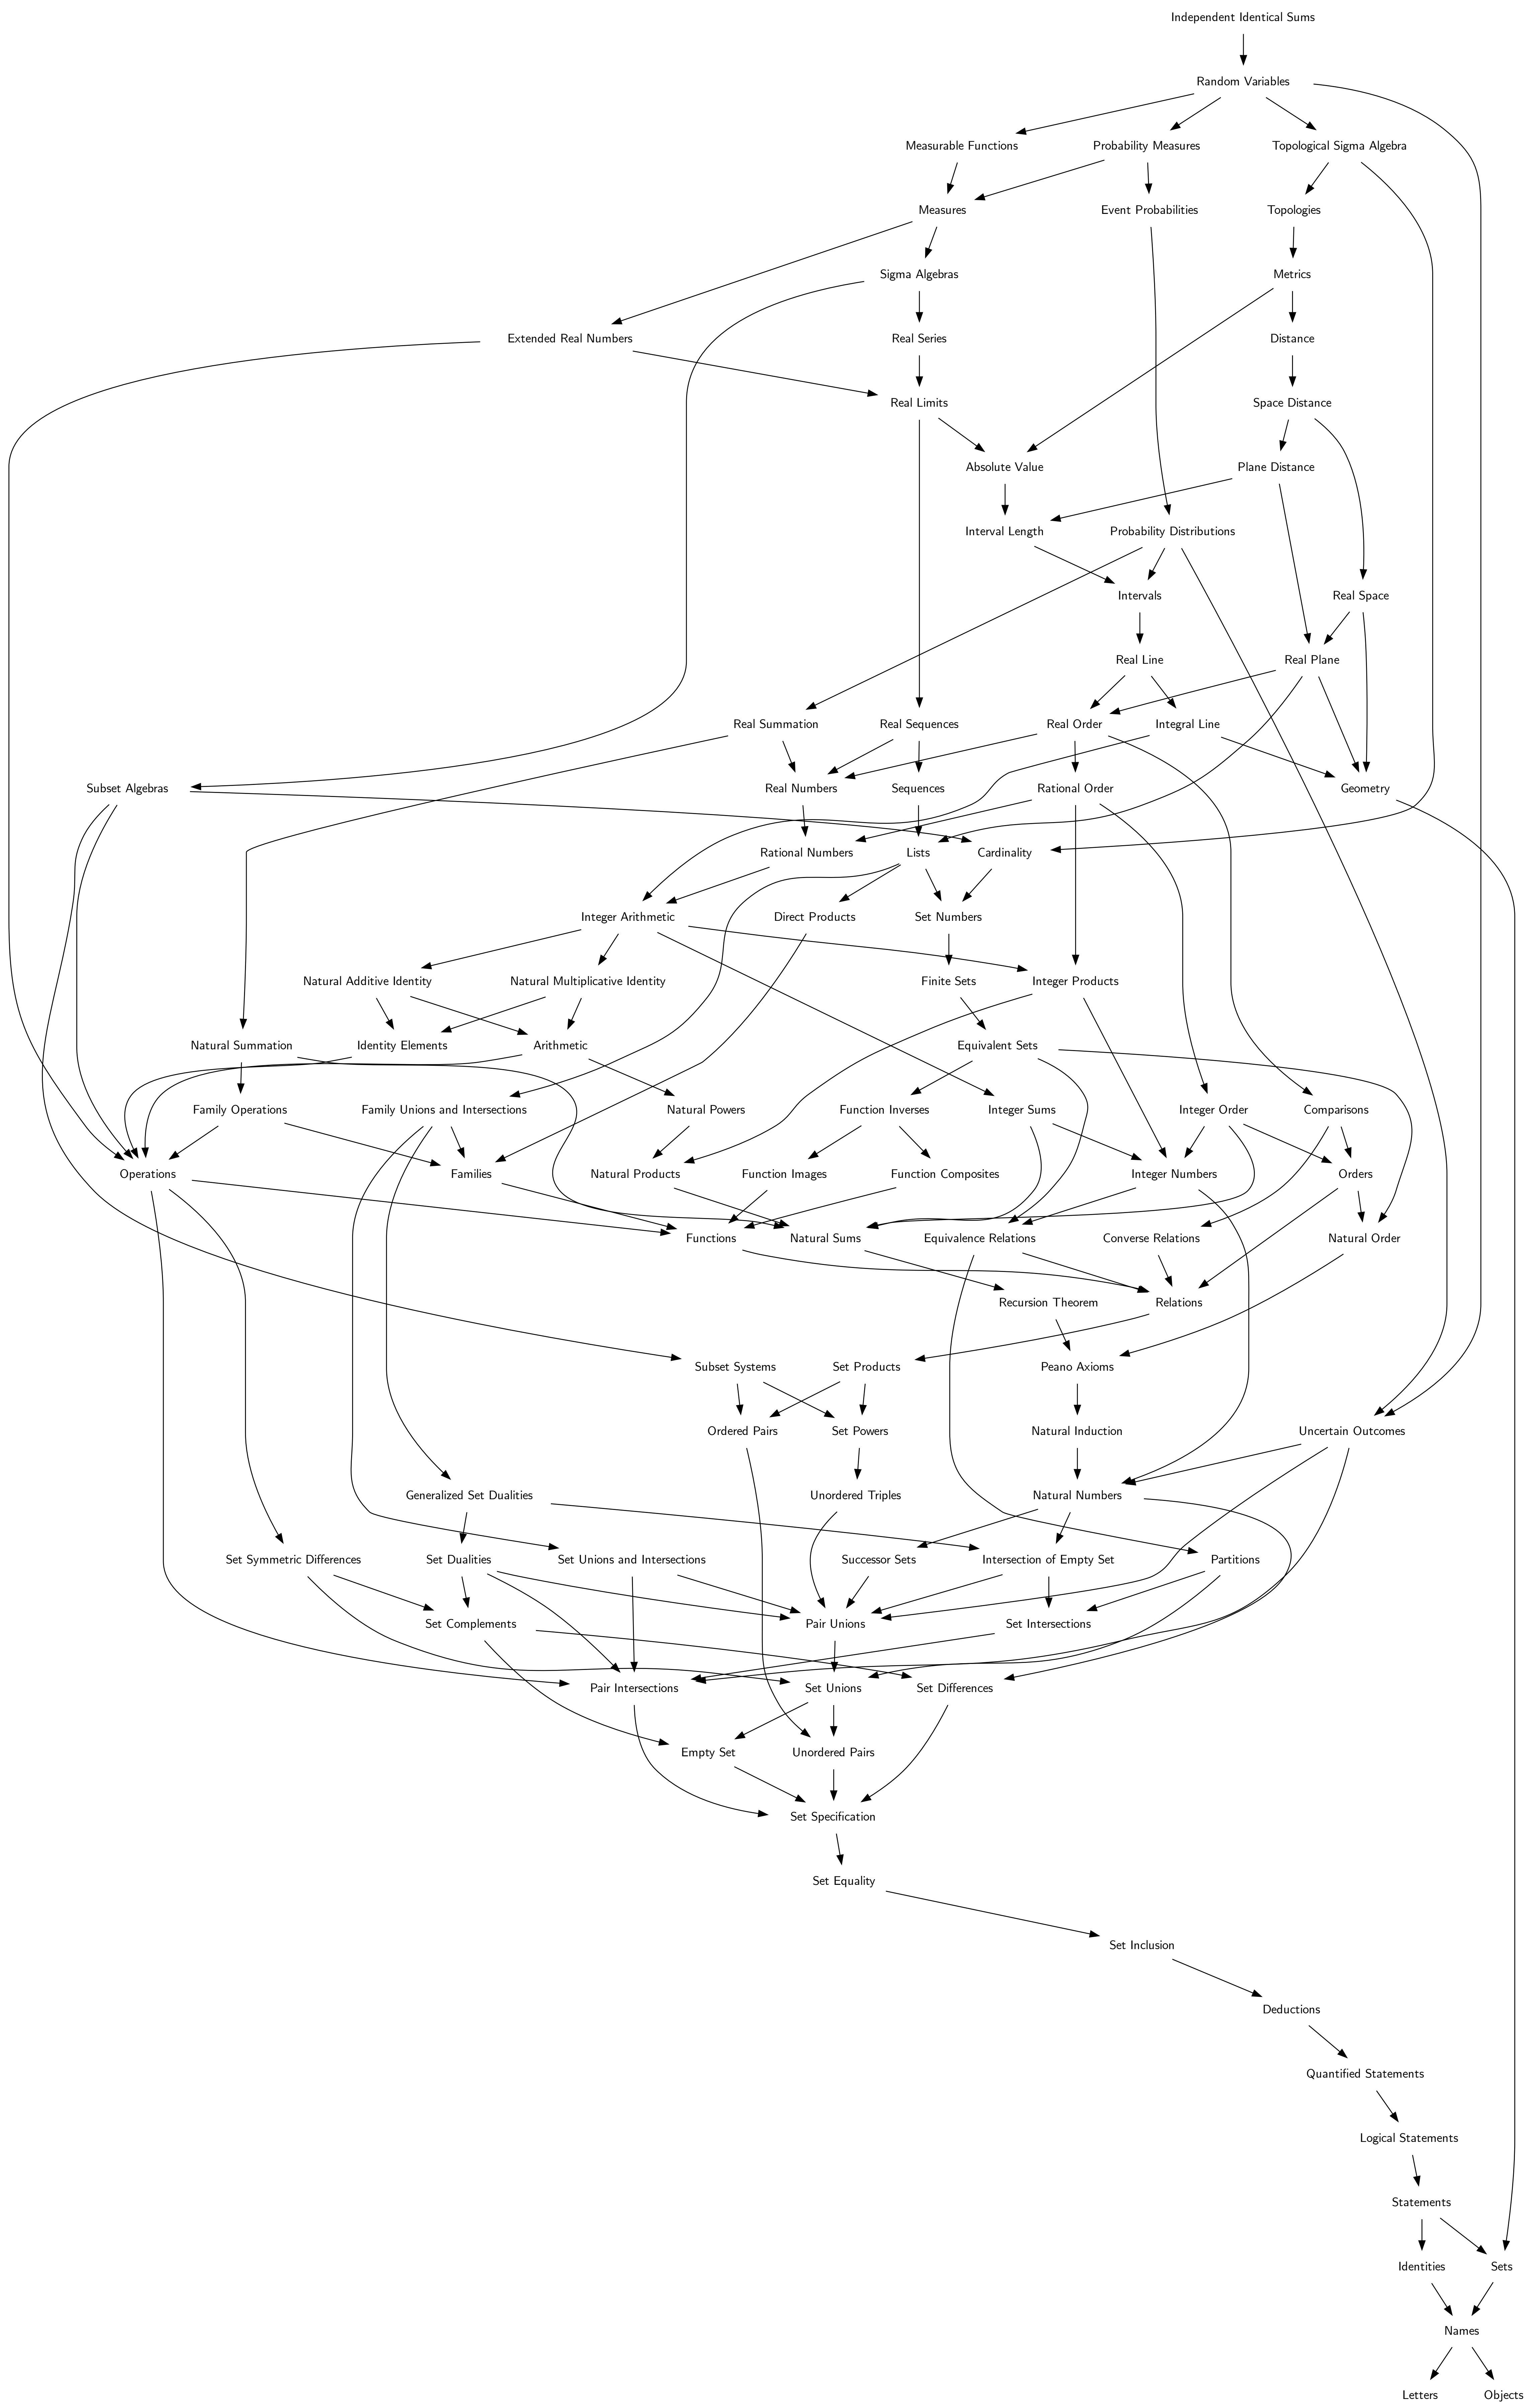 Independent Identical Sums
Random Variables
Measurable Functions
Probability Measures
Topological Sigma Algebra
Measures
Event Probabilities
Topologies
Sigma Algebras
Metrics
Extended Real Numbers
Real Series
Distance
Real Limits
Space Distance
Absolute Value
Plane Distance
Interval Length
Probability Distributions
Intervals
Real Space
Real Line
Real Plane
Real Summation
Real Sequences
Real Order
Integral Line
Subset Algebras
Real Numbers
Sequences
Rational Order
Geometry
Rational Numbers
Lists
Cardinality
Integer Arithmetic
Direct Products
Set Numbers
Natural Additive Identity
Natural Multiplicative Identity
Finite Sets
Integer Products
Natural Summation
Identity Elements
Arithmetic
Equivalent Sets
Family Operations
Family Unions and Intersections
Natural Powers
Function Inverses
Integer Sums
Integer Order
Comparisons
Operations
Families
Natural Products
Function Images
Function Composites
Integer Numbers
Orders
Functions
Natural Sums
Equivalence Relations
Converse Relations
Natural Order
Recursion Theorem
Relations
Subset Systems
Set Products
Peano Axioms
Ordered Pairs
Set Powers
Natural Induction
Uncertain Outcomes
Generalized Set Dualities
Unordered Triples
Natural Numbers
Set Symmetric Differences
Set Dualities
Set Unions and Intersections
Successor Sets
Intersection of Empty Set
Partitions
Set Complements
Pair Unions
Set Intersections
Pair Intersections
Set Unions
Set Differences
Empty Set
Unordered Pairs
Set Specification
Set Equality
Set Inclusion
Deductions
Quantified Statements
Logical Statements
Statements
Identities
Sets
Names
Letters
Objects